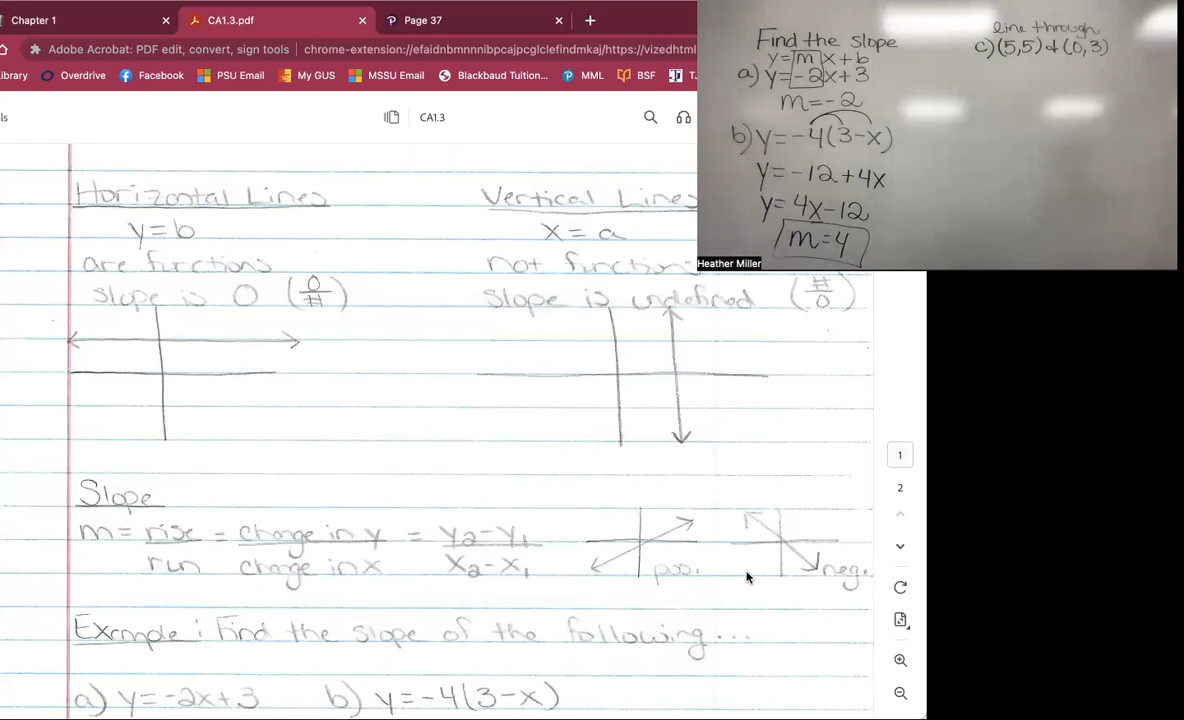 Chapter 1
CA1.3.pdf
Page 37
Adobe Acrobat: PDF edit, convert, sign tools
chrome-extension://efaidnbmnnnibpcajpcglclefindmkaj/https://vizedhtml
Library
Overdrive
Facebook
PSU Email
My GUS
MSSU Email
Blackbaud Tuition...
MML
BSF
ls
CA1.3
Horizontal Lines
y=b
are functions
slope is 0 (0/#)
Vertical Lines
x = a
not function
slope is undefined (#/0)
Slope
m = rise/run = change in y/change in x = y₂-y₁/x₂-x₁
pos.
neg.
Example: Find the slope of the following...
a) y=-2x+3 b) y=-4(3-x)
1
2
Find the slope
y=mx+b
a) y=-2x+3
m=-2
b) y=-4(3-x)
y=-12+4x
y=4x-12
m=4
line through
c) (5,5) & (0,3)
Heather Miller